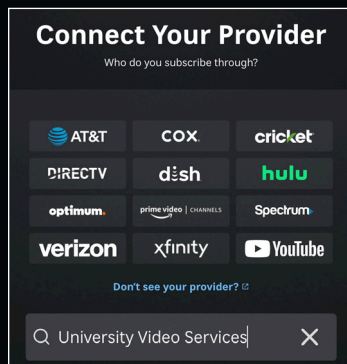 Connect Your Provider
Who do you subscribe through?
AT&T
COX
cricket
DIRECTV
dish
hulu
optimum.
prime video | CHANNELS
Spectrum
verizon
xfinity
YouTube
Don't see your provider?
University Video Services